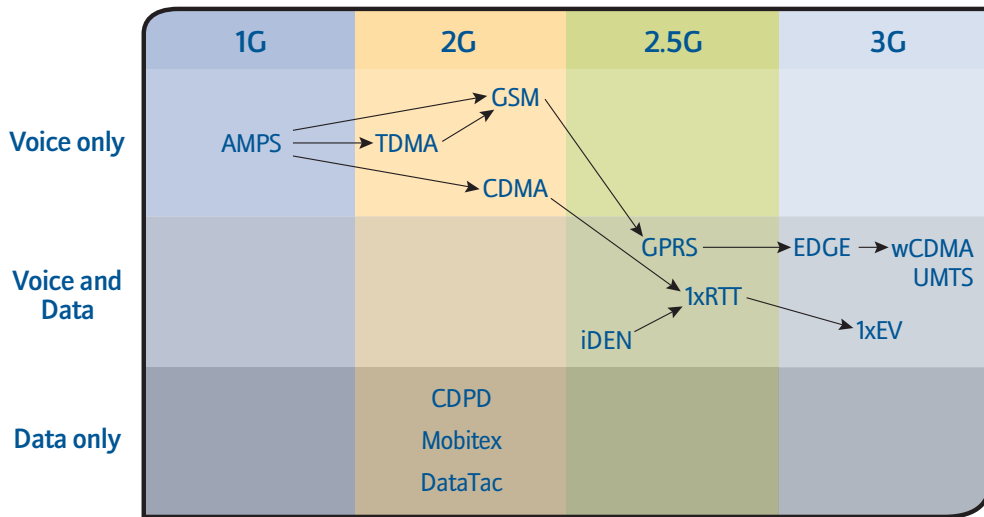 1G
2G
2.5G
3G
Voice only
GSM
AMPS
TDMA
CDMA
Voice and
Data
GPRS
EDGE
wCDMA
UMTS
1xRTT
iDEN
1xEV
Data only
CDPD
Mobitex
DataTac